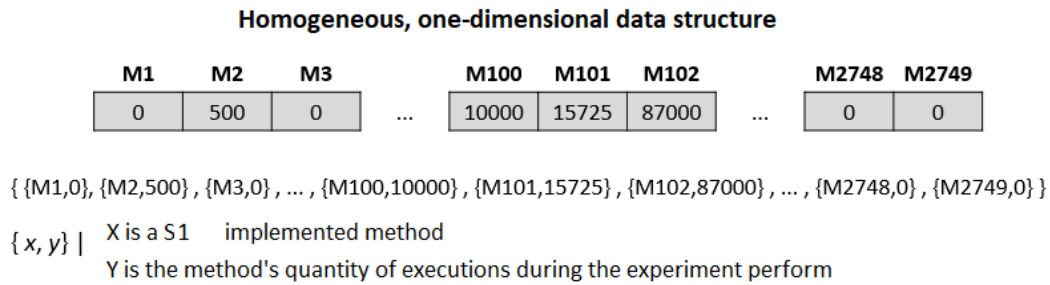 Homogeneous, one-dimensional data structure
M1 M2 M3 M100 M101 M102 M2748 M2749
0 500 0 ... 10000 15725 87000 ... 0 0
{ {M1,0}, {M2,500} , {M3,0} , ... , {M100,10000} , {M101,15725} , {M102,87000} , ... , {M2748,0} , {M2749,0} }
{ x, y} | X is a S1 implemented method
Y is the method's quantity of executions during the experiment perform